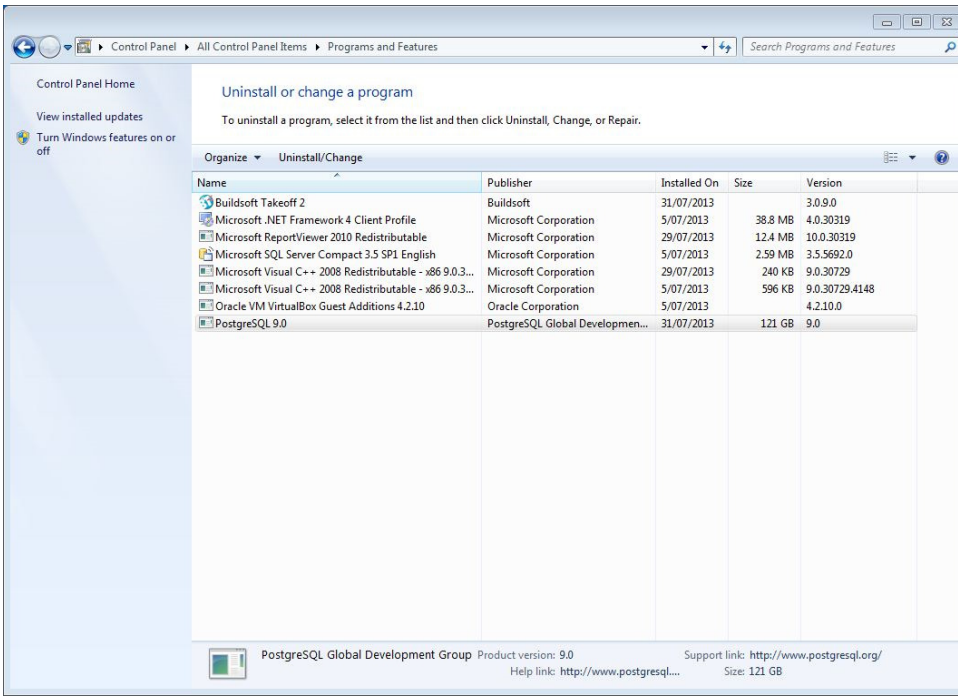 Control Panel All Control Panel Items Programs and Features Search Programs and Features
Control Panel Home
View installed updates
Turn Windows features on or
off
Uninstall or change a program
To uninstall a program, select it from the list and then click Uninstall, Change, or Repair.
Organize Uninstall/Change
Name Publisher Installed On Size Version
Buildsoft Takeoff 2 Buildsoft 31/07/2013 3.0.9.0
Microsoft .NET Framework 4 Client Profile Microsoft Corporation 5/07/2013 38.8 MB 4.0.30319
Microsoft ReportViewer 2010 Redistributable Microsoft Corporation 29/07/2013 12.4 MB 10.0.30319
Microsoft SQL Server Compact 3.5 SP1 English Microsoft Corporation 5/07/2013 2.59 MB 3.5.5692.0
Microsoft Visual C++ 2008 Redistributable - x86 9.0.3... Microsoft Corporation 29/07/2013 240 KB 9.0.30729
Microsoft Visual C++ 2008 Redistributable - x86 9.0.3... Microsoft Corporation 5/07/2013 596 KB 9.0.30729.4148
Oracle VM VirtualBox Guest Additions 4.2.10 Oracle Corporation 5/07/2013 4.2.10.0
PostgreSQL 9.0 PostgreSQL Global Developmen... 31/07/2013 121 GB 9.0
PostgreSQL Global Development Group Product version: 9.0 Support link: http://www.postgresql.org/
Help link: http://www.postgresql.... Size: 121 GB